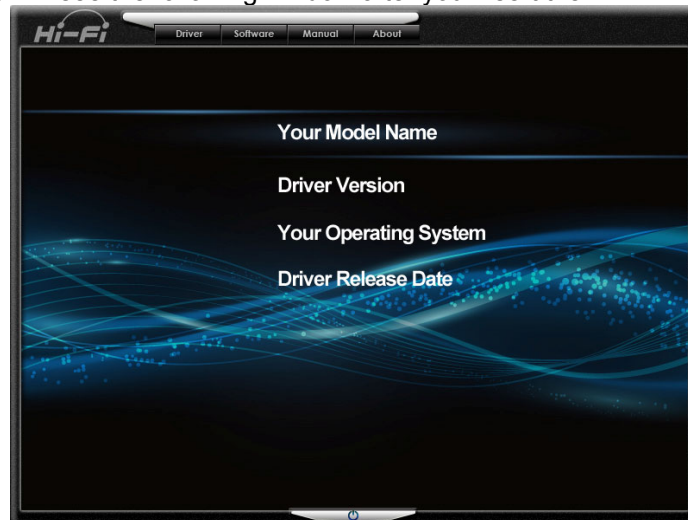 Hi-Fi
Driver Software Manual About
Your Model Name
Driver Version
Your Operating System
Driver Release Date